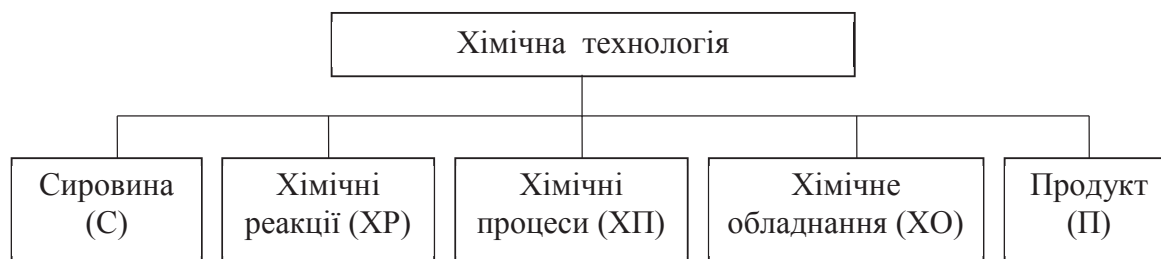 Хімічна технологія
Сировина
(С)
Хімічні
реакції (ХР)
Хімічні
процеси (ХП)
Хімічне
обладнання (ХО)
Продукт
(П)